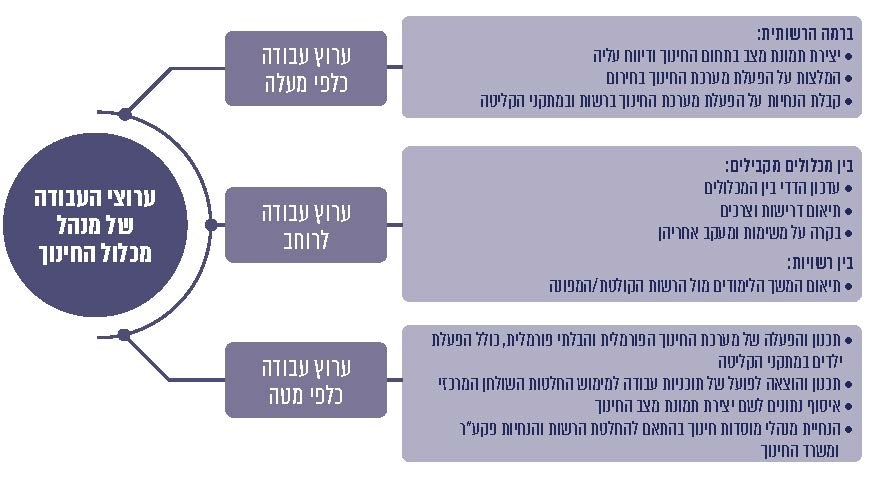 ערוצי העבודה
של מנהל
מכלול החינוך
ערוץ עבודה
כלפי מעלה
ברמה הרשותית:
• יצירת תמונת מצב בתחום החינוך ודיווח עליה
• המלצות על הפעלת מערכת החינוך בחירום
• קבלת הנחיות על הפעלת מערכת החינוך ברשות ובמתקני הקליטה
ערוץ עבודה
לרוחב
בין מכלולים מקבילים:
• עדכון הדדי בין המכלולים
• תיאום דרישות וצרכים
• בקרה על משימות ומעקב אחריהן
בין רשויות:
• תיאום המשך הלימודים מול הרשות הקולטת/המפונה
ערוץ עבודה
כלפי מטה
• תכנון והפעלה של מערכת החינוך הפורמלית והבלתי פורמלית, כולל הפעלת
ילדים במתקני הקליטה
• תכנון והוצאה לפועל של תוכניות עבודה למימוש החלטות השולחן המרכזי
• איסוף נתונים לשם יצירת תמונת מצב החינוך
• הנחיית מנהלי מוסדות חינוך בהתאם להחלטת הרשות והנחיות פקע"ר
ומשרד החינוך